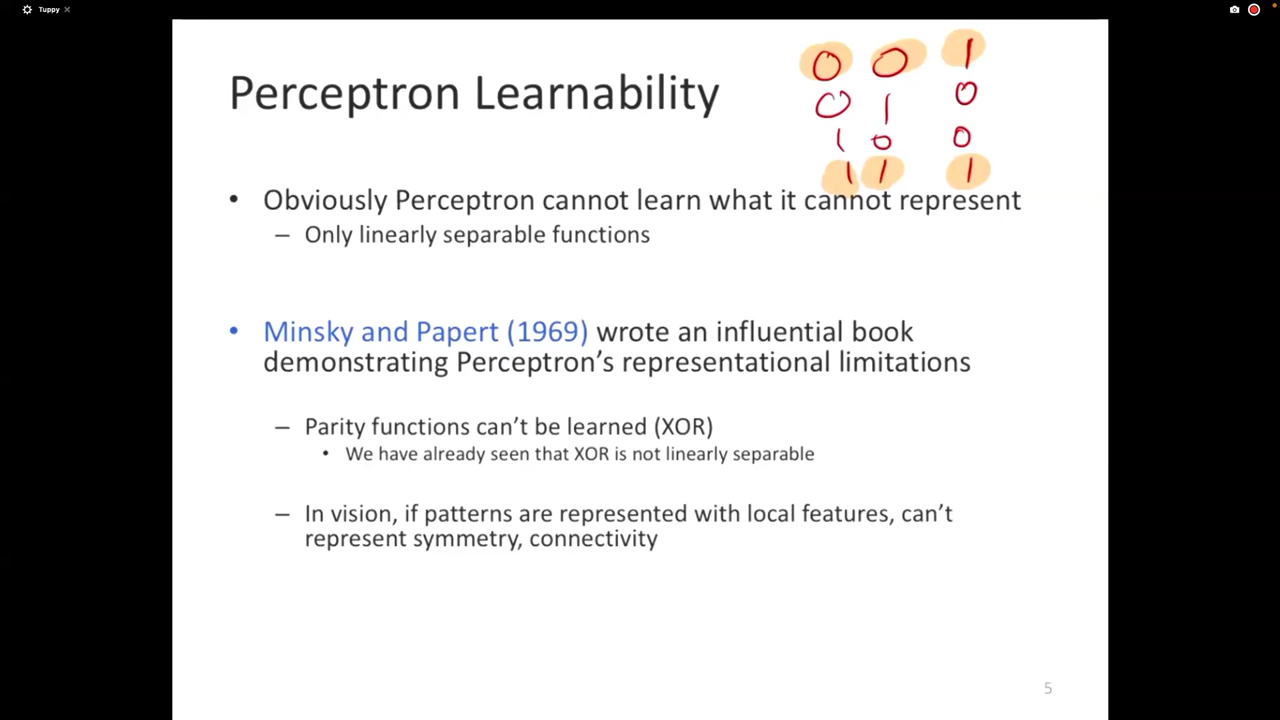 Tuppy ×
0 0 1
Perceptron Learnability
0 1 0
1 0 0
1 1 1
• Obviously Perceptron cannot learn what it cannot represent
– Only linearly separable functions
• Minsky and Papert (1969) wrote an influential book
demonstrating Perceptron’s representational limitations
– Parity functions can’t be learned (XOR)
• We have already seen that XOR is not linearly separable
– In vision, if patterns are represented with local features, can’t
represent symmetry, connectivity
5